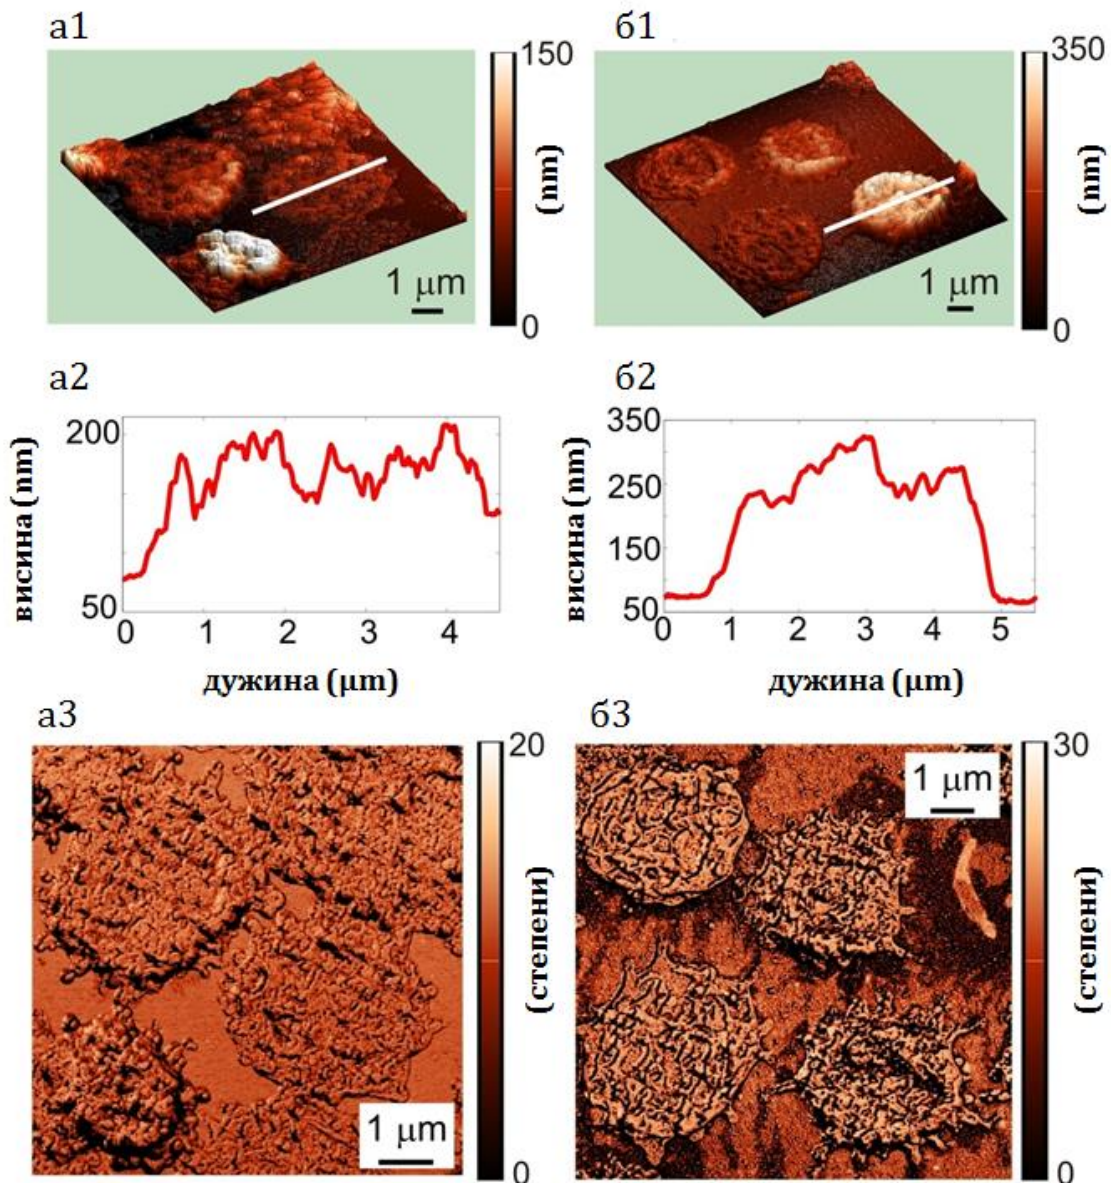 а1
150
(nm)
0
1 μm
б1
350
(nm)
0
1 μm
а2
висина (nm)
200
50
0 1 2 3 4
дужина (μm)
б2
висина (nm)
350
250
150
50
0 1 2 3 4 5
дужина (μm)
а3
20
(степени)
0
1 μm
б3
30
(степени)
0
1 μm